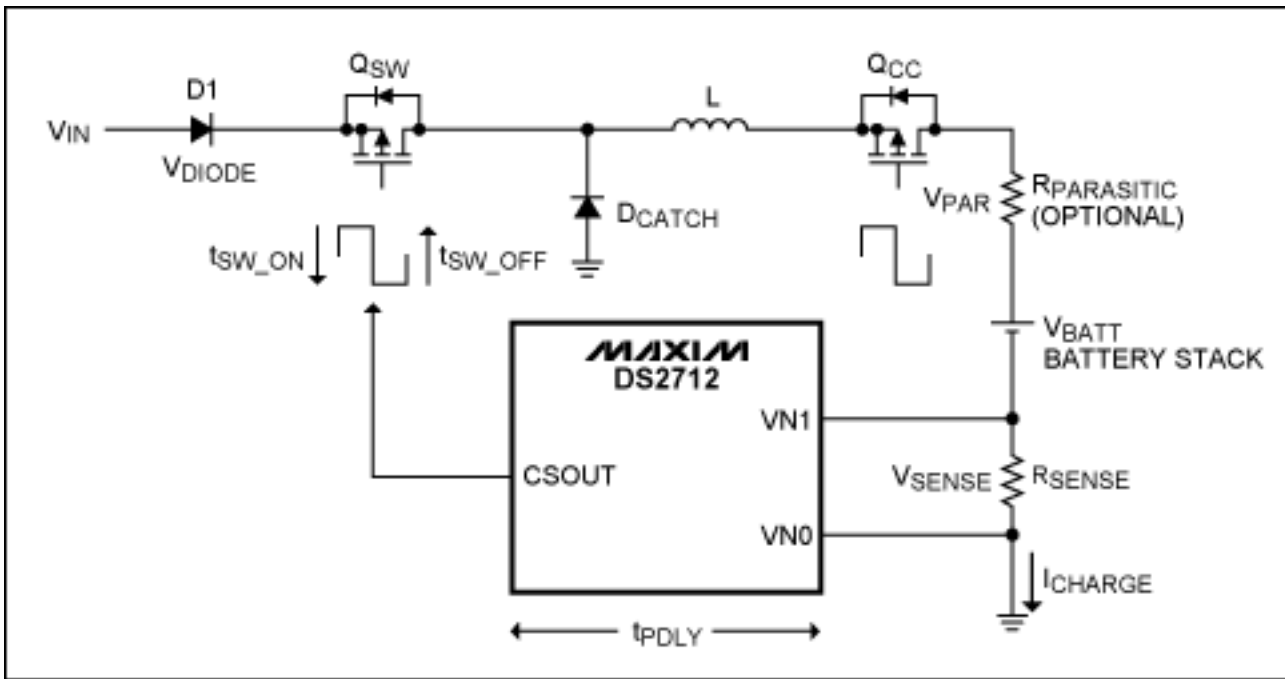 QSW
QCC
D1
L
VIN
VDIODE
DCATCH
VPAR
RPARASITIC
(OPTIONAL)
tSW_ON
tSW_OFF
VBATT
BATTERY STACK
MAXIM
DS2712
VN1
CSOUT
VSENSE
RSENSE
VN0
ICHARGE
tPDLY